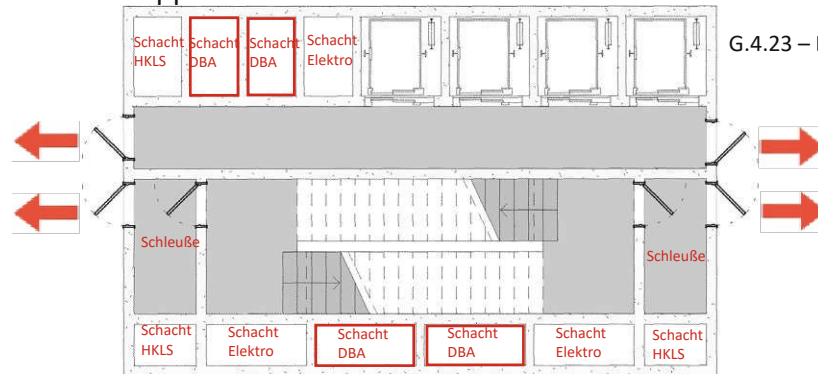 Schacht
HKLS
Schacht
DBA
Schacht
DBA
Schacht
Elektro
G.4.23 –
Schleuße
Schleuße
Schacht
HKLS
Schacht
Elektro
Schacht
DBA
Schacht
DBA
Schacht
Elektro
Schacht
HKLS